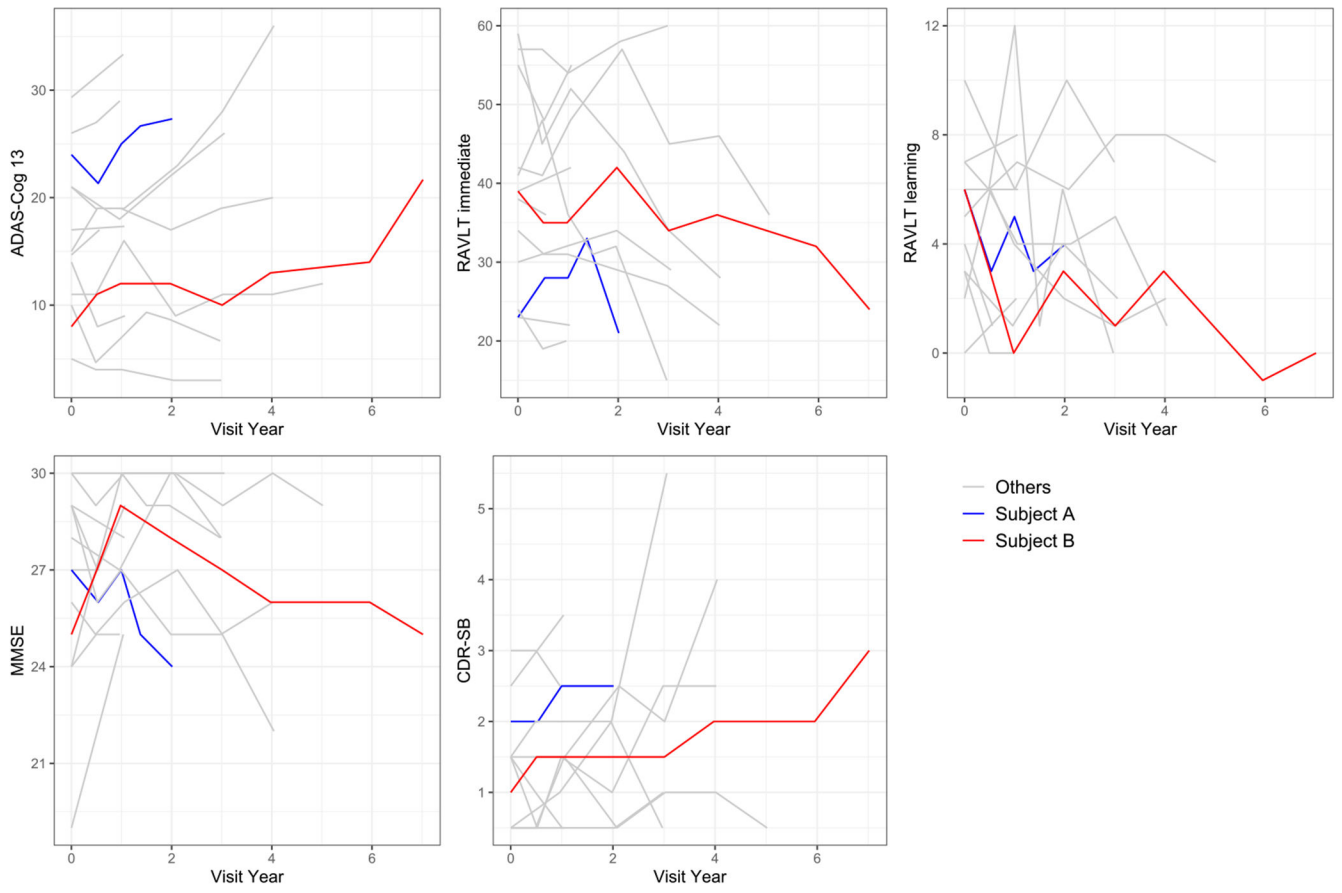 ADAS-Cog 13
30
20
10
0 2 4 6
Visit Year
RAVLT immediate
60
50
40
30
20
0 2 4 6
Visit Year
RAVLT learning
12
8
4
0
0 2 4 6
Visit Year
MMSE
30
27
24
21
0 2 4 6
Visit Year
CDR-SB
5
4
3
2
1
0 2 4 6
Visit Year
Others
Subject A
Subject B